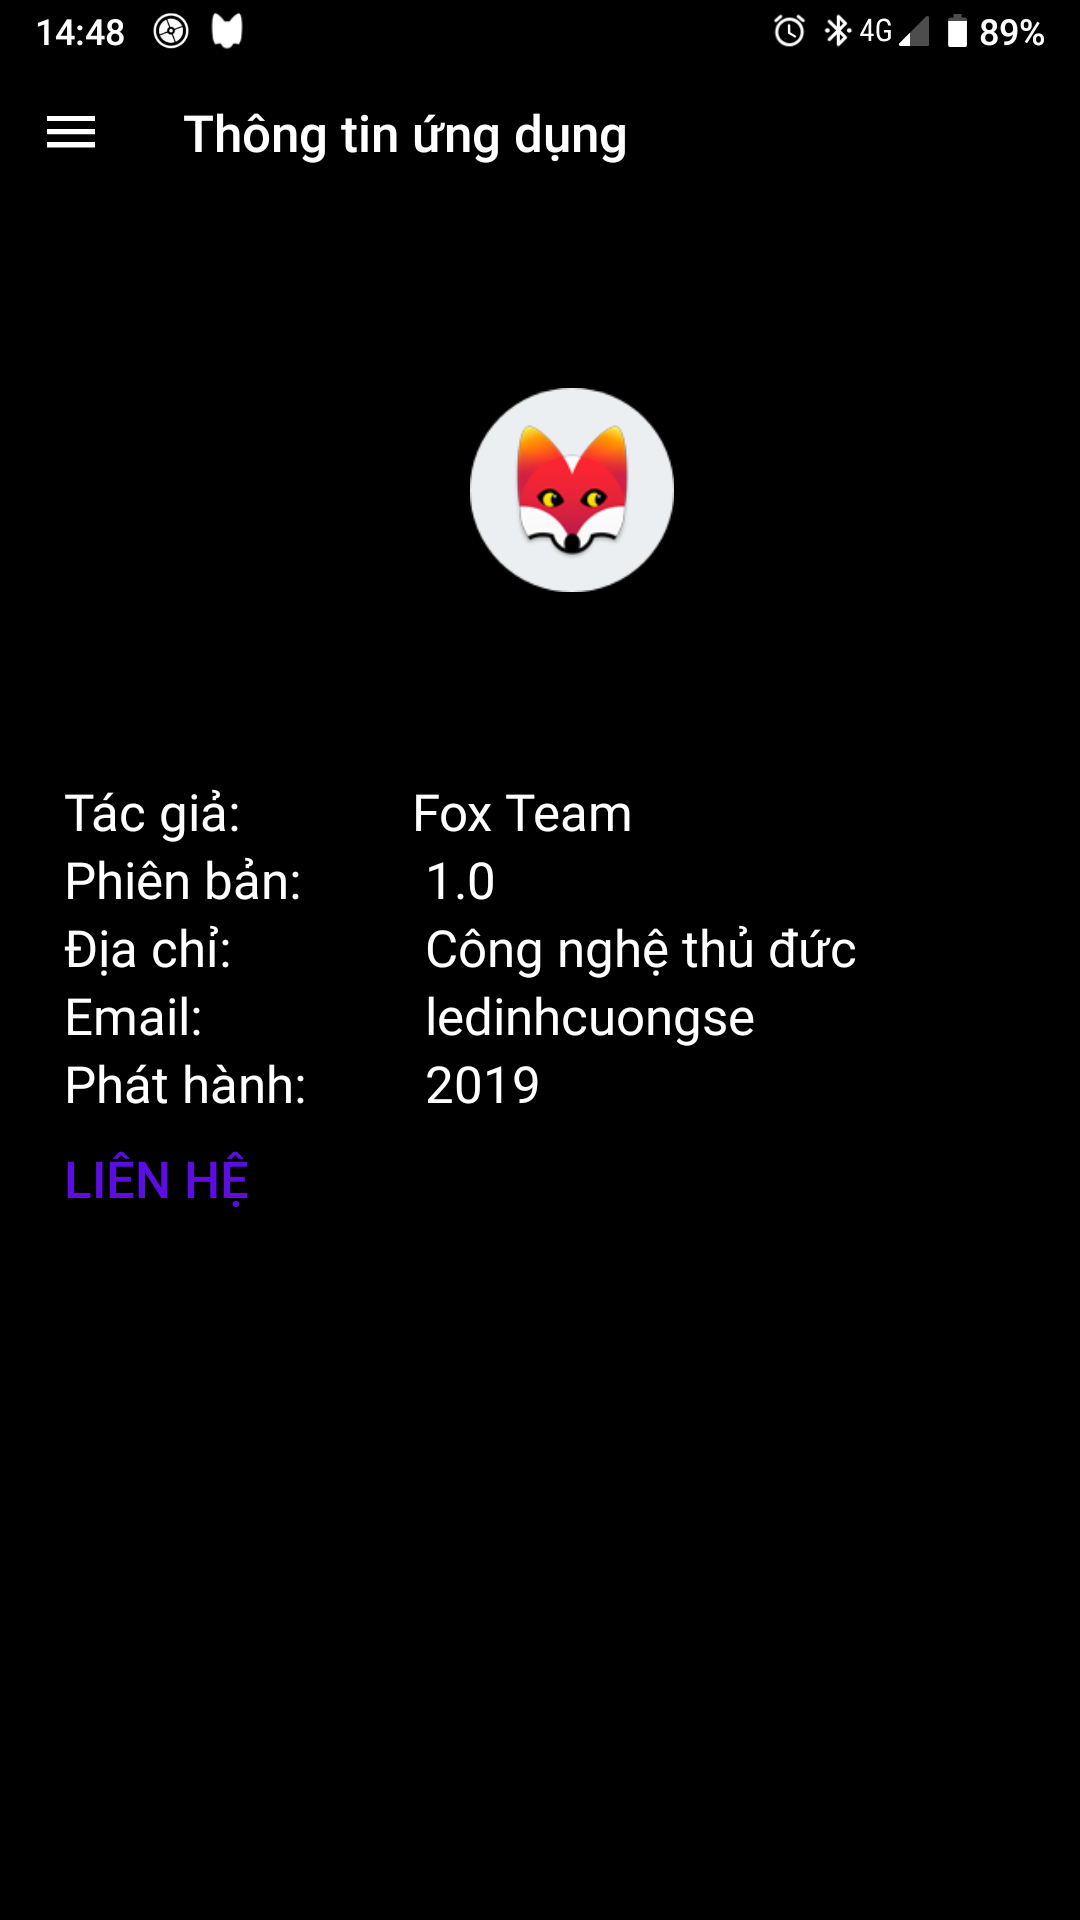 14:48 4G 89%
Thông tin ứng dụng
Tác giả: Fox Team
Phiên bản: 1.0
Địa chỉ: Công nghệ thủ đức
Email: ledinhcuongse
Phát hành: 2019
LIÊN HỆ